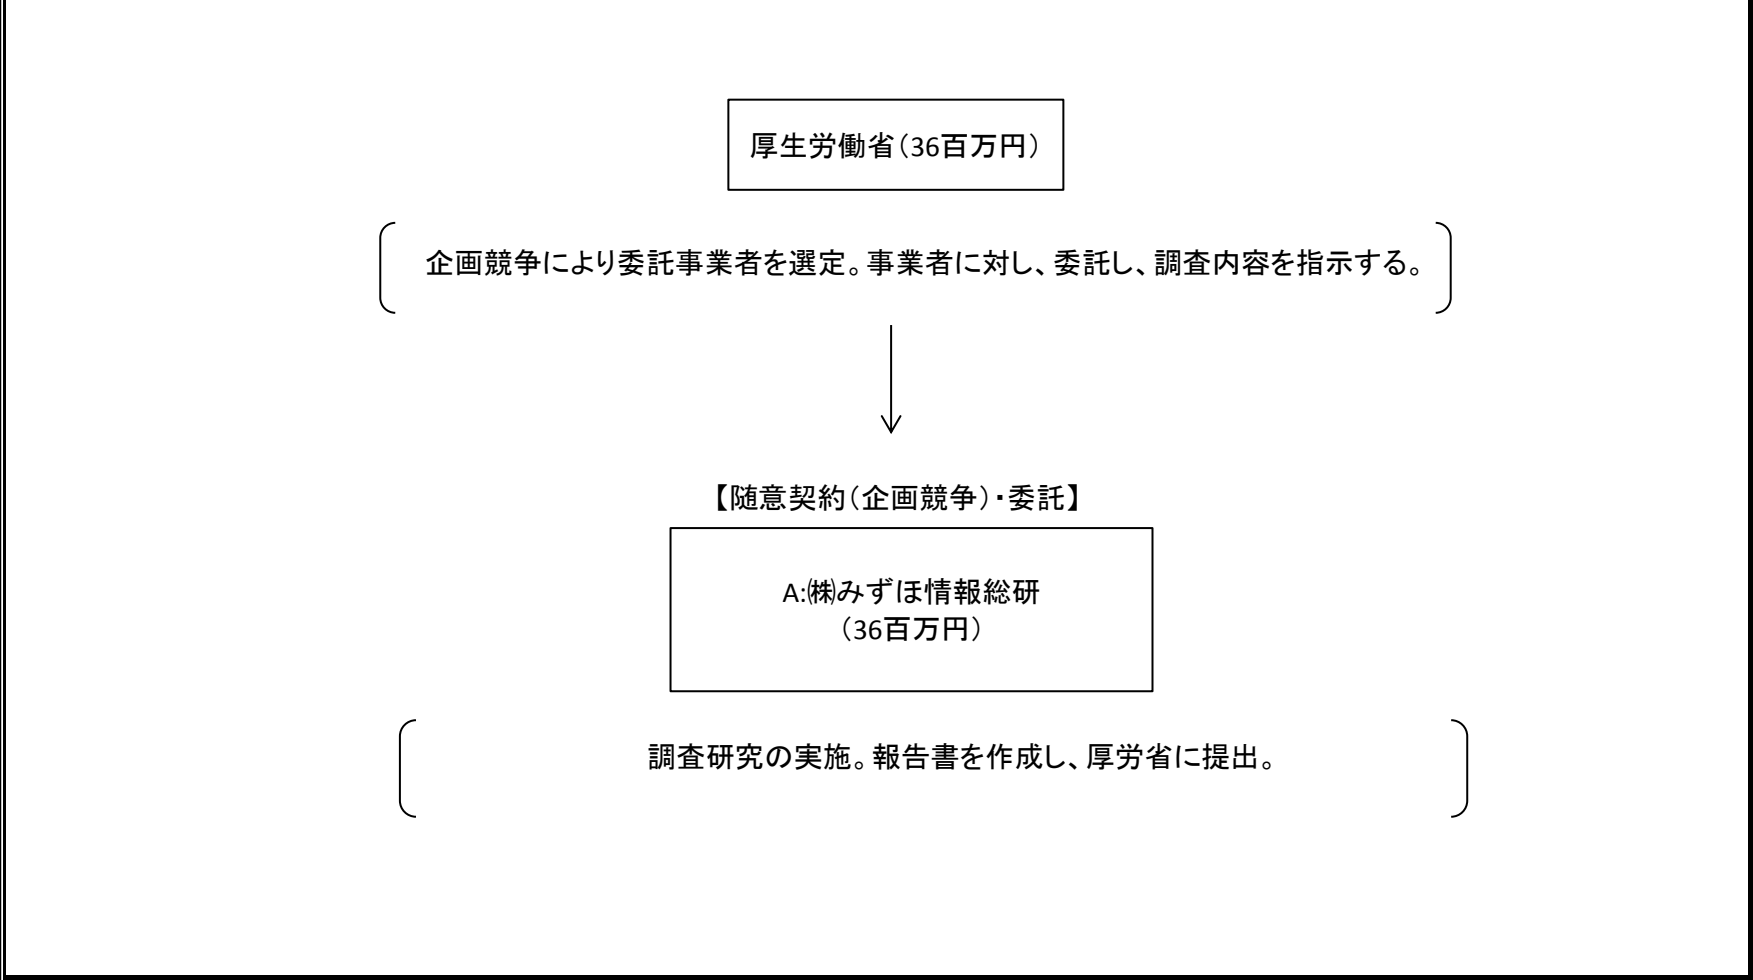 厚生労働省（36百万円）
企画競争により委託事業者を選定。事業者に対し、委託し、調査内容を指示する。
【随意契約（企画競争）・委託】
A:㈱みずほ情報総研
（36百万円）
調査研究の実施。報告書を作成し、厚労省に提出。